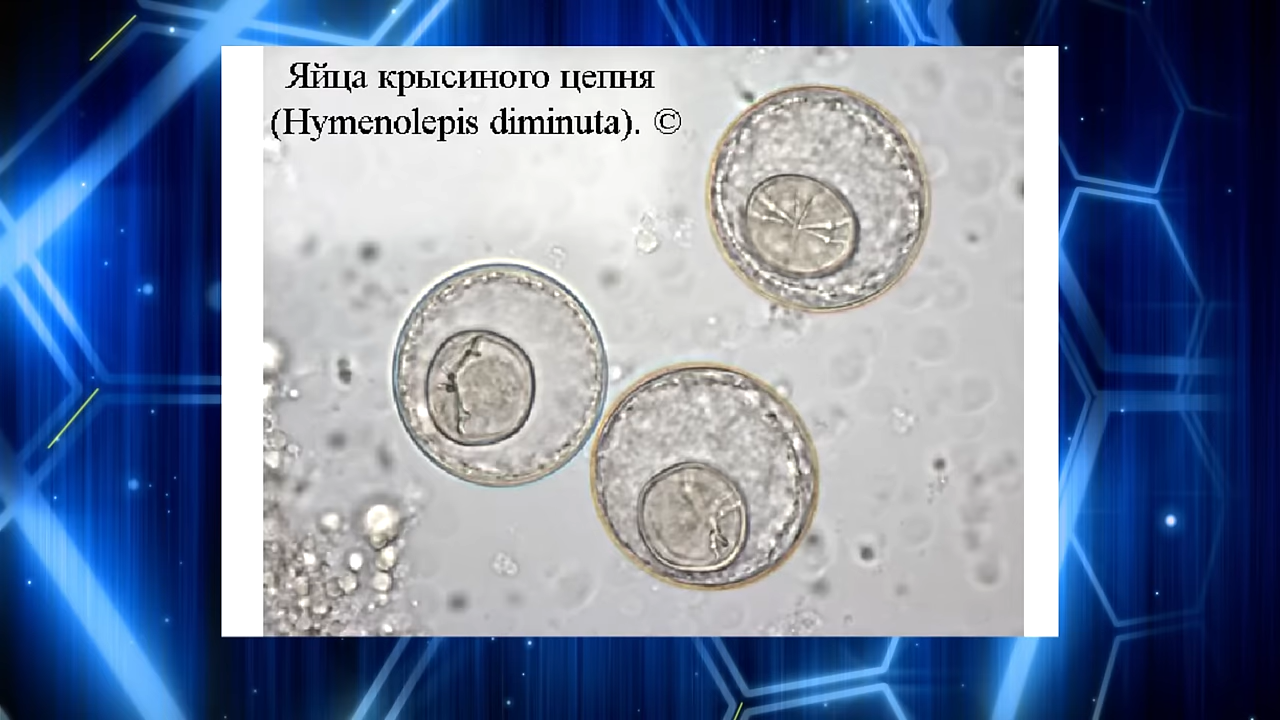 Яйца крысиного цепня
(Hymenolepis diminuta). ©